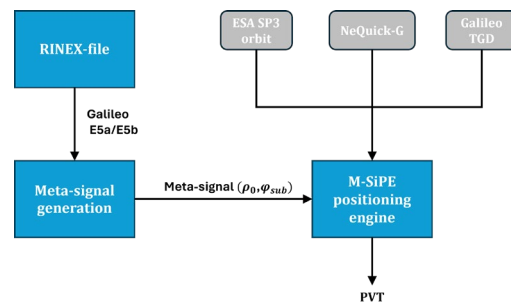 RINEX-file
ESA SP3
orbit
NeQuick-G
Galileo
TGD
Galileo
E5a/E5b
Meta-signal
generation
Meta-signal (ρ₀,φ_sub)
M-SiPE
positioning
engine
PVT